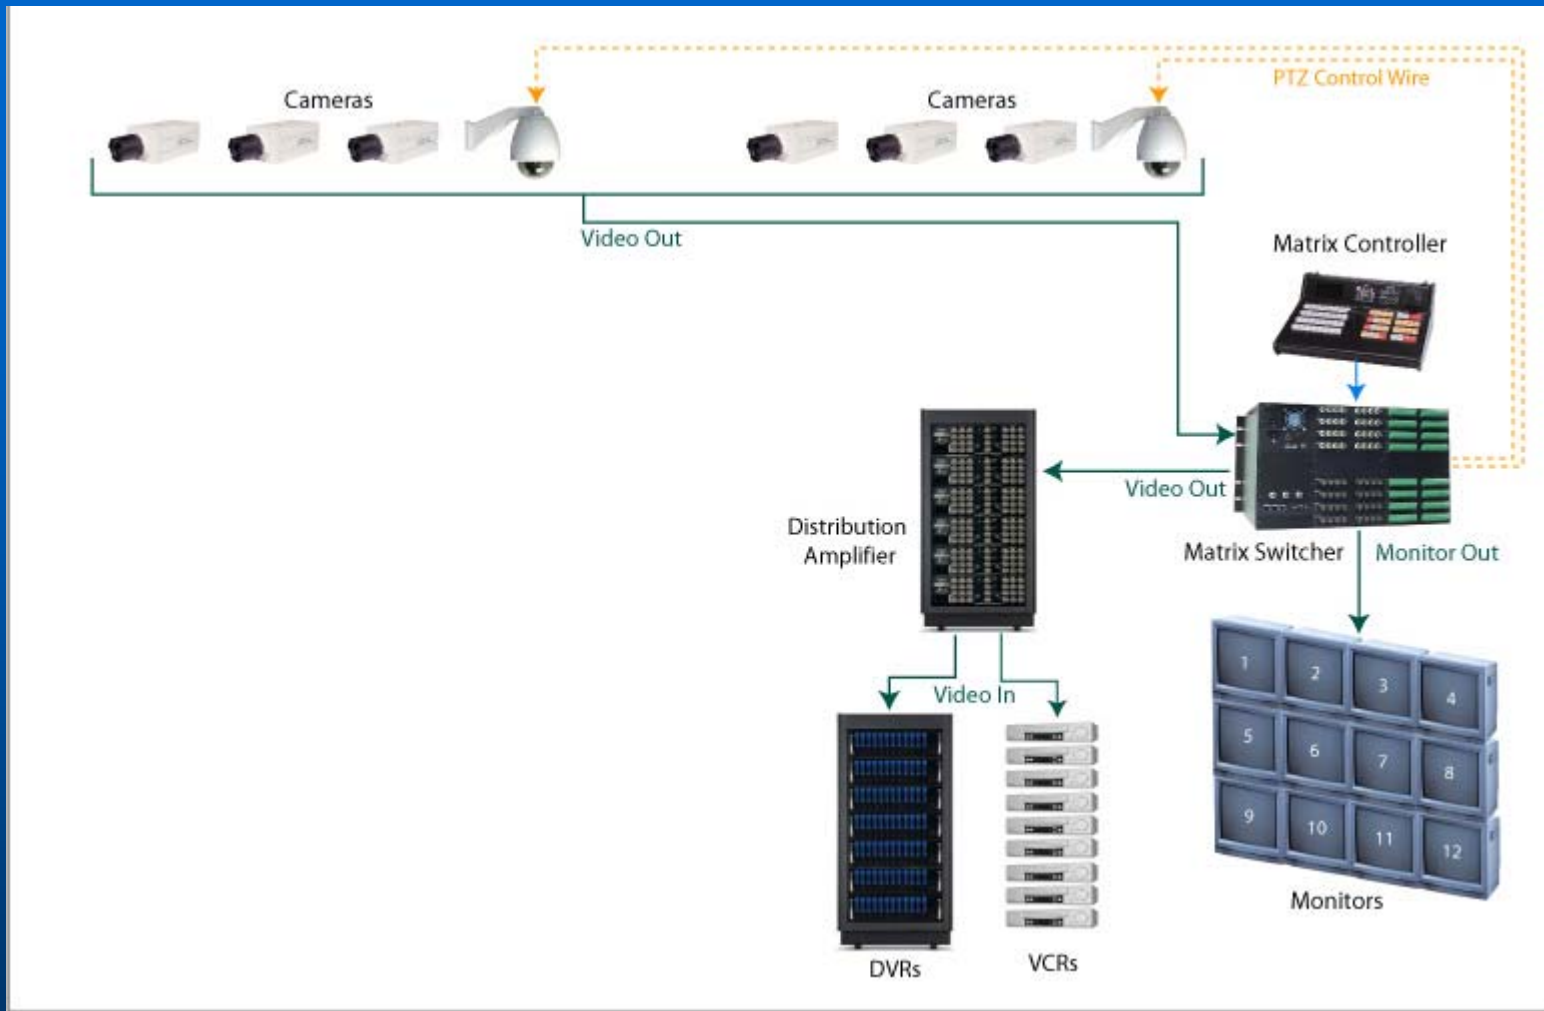 PTZ Control Wire
Cameras
Cameras
Video Out
Matrix Controller
Video Out
Distribution
Amplifier
Matrix Switcher
Monitor Out
Video In
1
2
3
4
5
6
7
8
9
10
11
12
Monitors
DVRs
VCRs